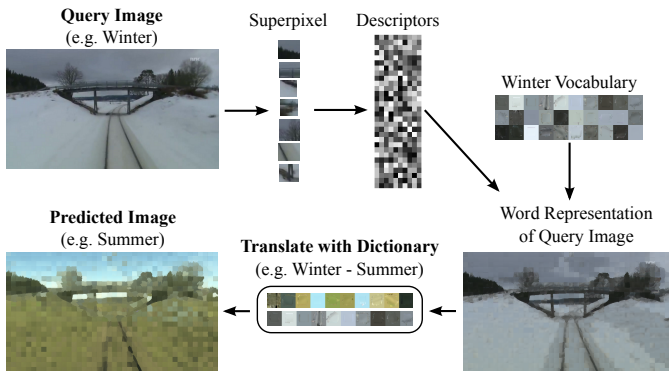 Query Image
(e.g. Winter)
Superpixel
Descriptors
Winter Vocabulary
Word Representation
of Query Image
Translate with Dictionary
(e.g. Winter - Summer)
Predicted Image
(e.g. Summer)